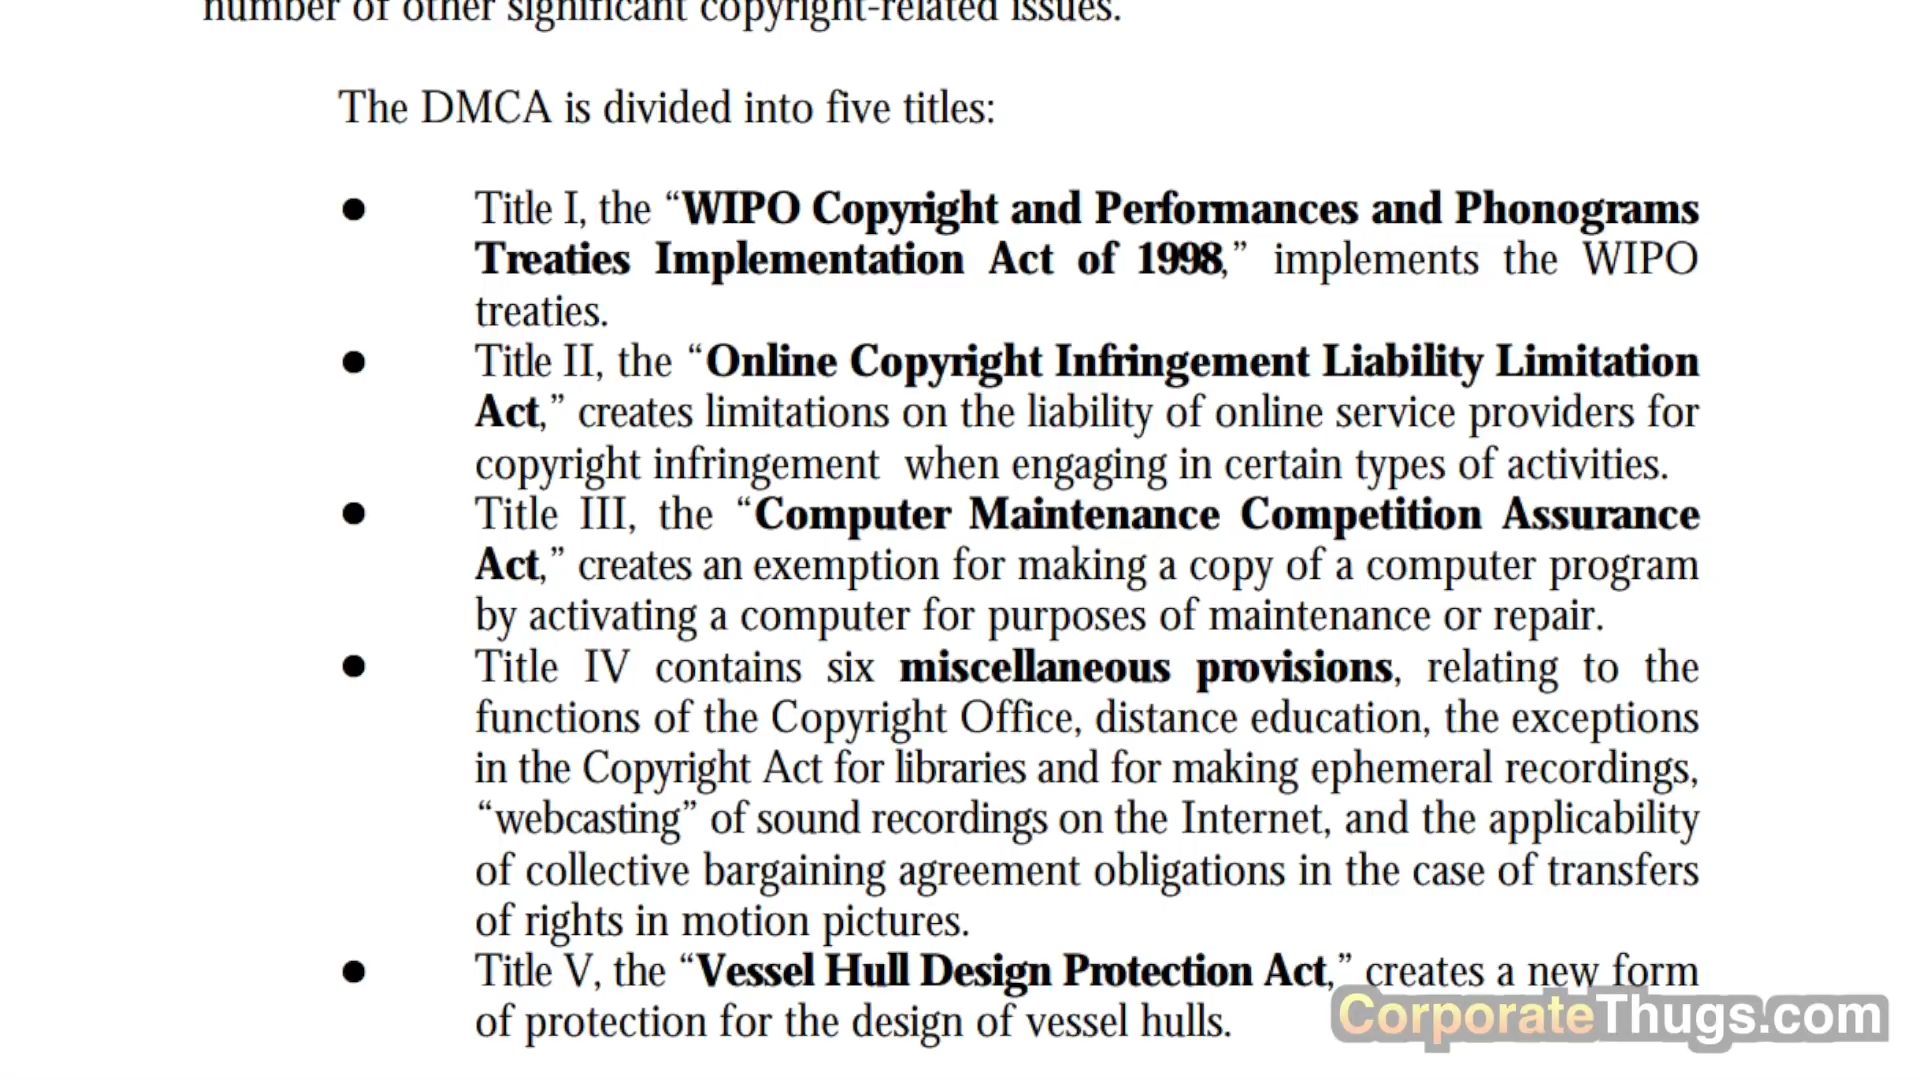 number of other significant copyright-related issues.
The DMCA is divided into five titles:
● Title I, the “WIPO Copyright and Performances and Phonograms
Treaties Implementation Act of 1998,” implements the WIPO
treaties.
● Title II, the “Online Copyright Infringement Liability Limitation
Act,” creates limitations on the liability of online service providers for
copyright infringement when engaging in certain types of activities.
● Title III, the “Computer Maintenance Competition Assurance
Act,” creates an exemption for making a copy of a computer program
by activating a computer for purposes of maintenance or repair.
● Title IV contains six miscellaneous provisions, relating to the
functions of the Copyright Office, distance education, the exceptions
in the Copyright Act for libraries and for making ephemeral recordings,
“webcasting” of sound recordings on the Internet, and the applicability
of collective bargaining agreement obligations in the case of transfers
of rights in motion pictures.
● Title V, the “Vessel Hull Design Protection Act,” creates a new form
of protection for the design of vessel hulls.
CorporateThugs.com